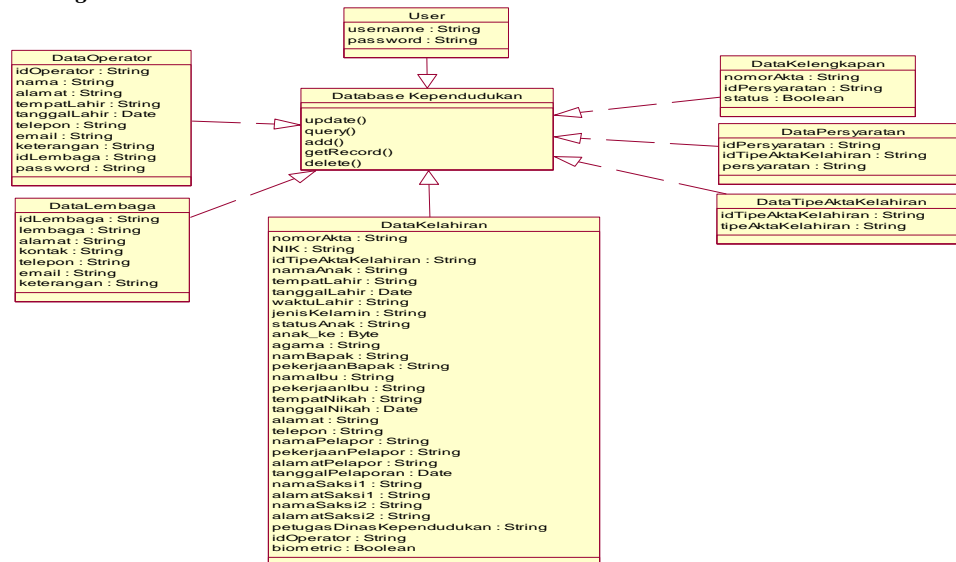 User
username : String
password : String
DataOperator
idOperator : String
nama : String
alamat : String
tempatLahir : String
tanggalLahir : Date
telepon : String
email : String
keterangan : String
idLembaga : String
password : String
Database Kependudukan
update()
query()
add()
getRecord()
delete()
DataKelengkapan
nomorAkta : String
idPersyaratan : String
status : Boolean
DataPersyaratan
idPersyaratan : String
idTipeAktaKelahiran : String
persyaratan : String
DataTipeAktaKelahiran
idTipeAktaKelahiran : String
tipeAktaKelahiran : String
DataLembaga
idLembaga : String
lembaga : String
alamat : String
kontak : String
telepon : String
email : String
keterangan : String
DataKelahiran
nomorAkta : String
NIK : String
idTipeAktaKelahiran : String
namaAnak : String
tempatLahir : String
tanggalLahir : Date
waktuLahir : String
jenisKelamin : String
statusAnak : String
anak_ke : Byte
agama : String
namBapak : String
pekerjaanBapak : String
namaIbu : String
pekerjaanIbu : String
tempatNikah : String
tanggalNikah : Date
alamat : String
telepon : String
namaPelapor : String
pekerjaanPelapor : String
alamatPelapor : String
tanggalPelaporan : Date
namaSaksi1 : String
alamatSaksi1 : String
namaSaksi2 : String
alamatSaksi2 : String
petugasDinasKependudukan : String
idOperator : String
biometric : Boolean